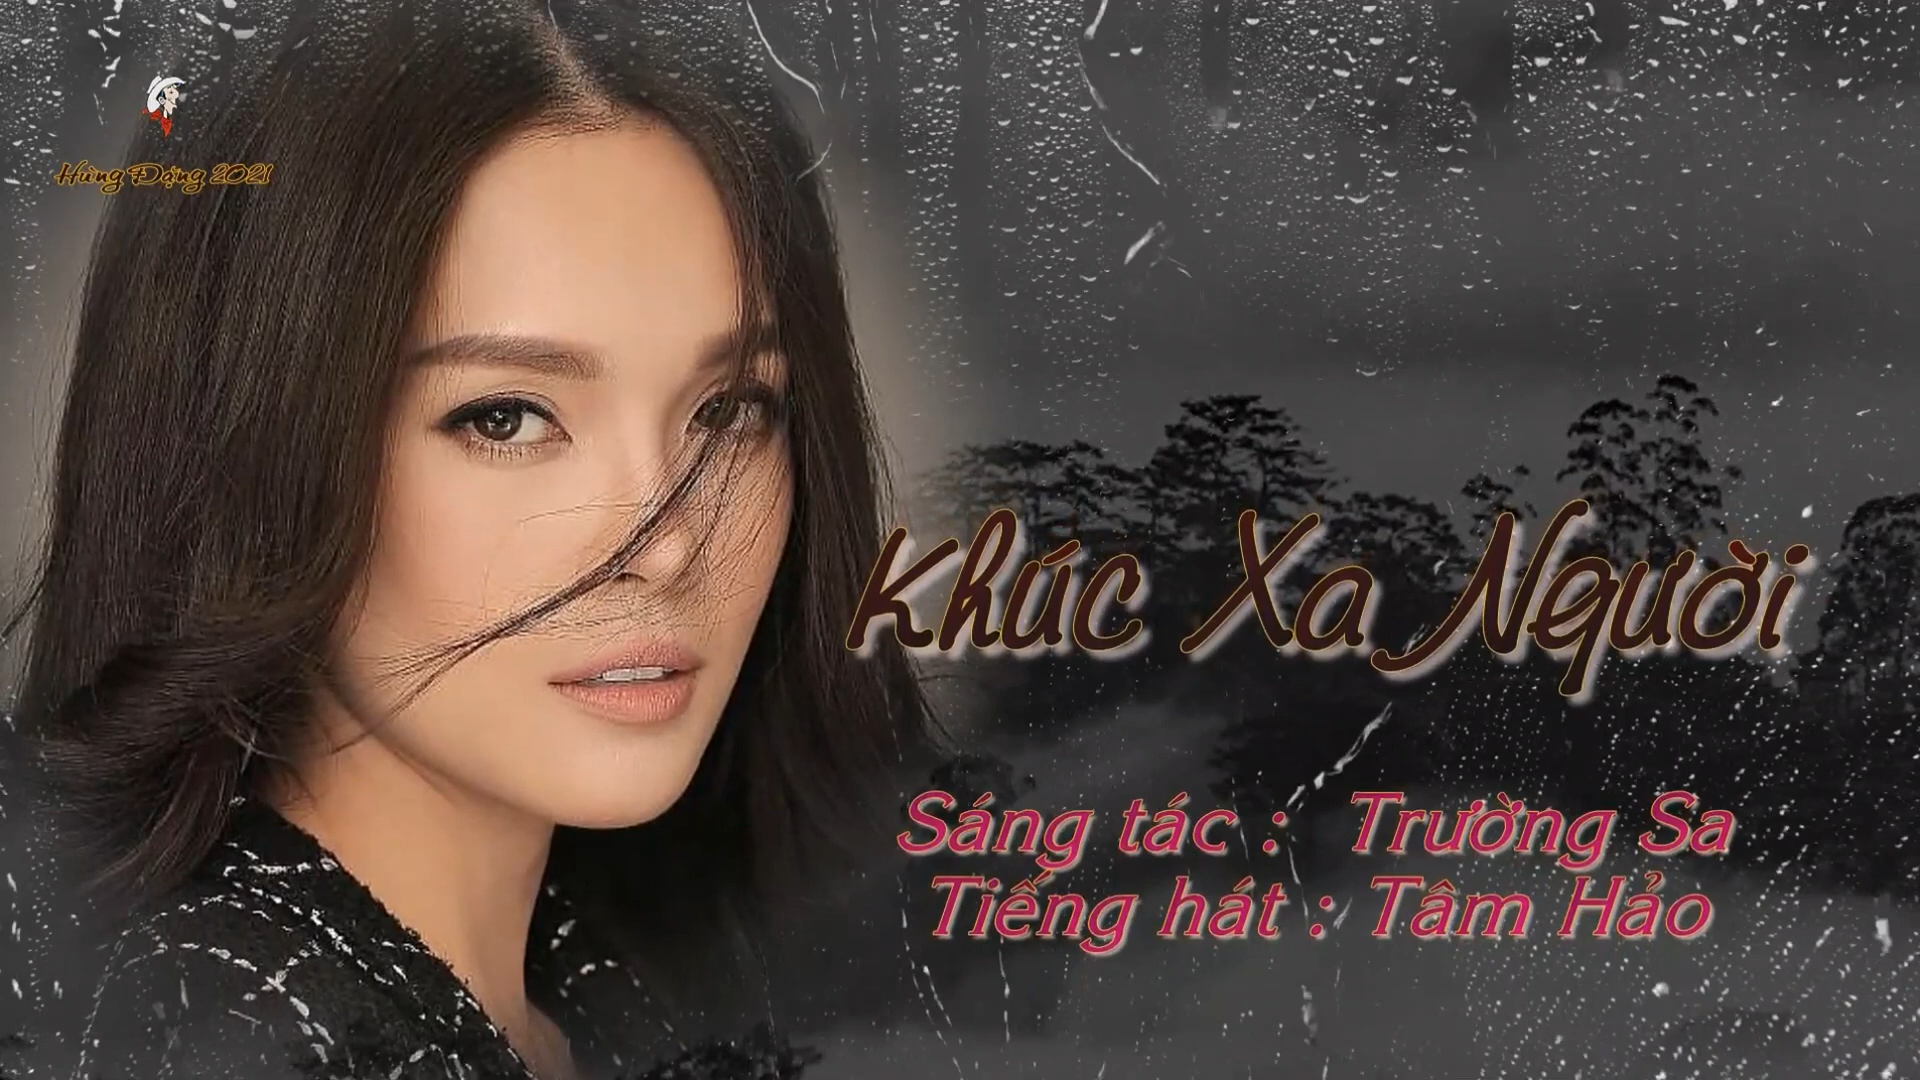 Hùng Đặng 2021
Khúc Xa Người
Sáng tác : Trường Sa
Tiếng hát : Tâm Hảo